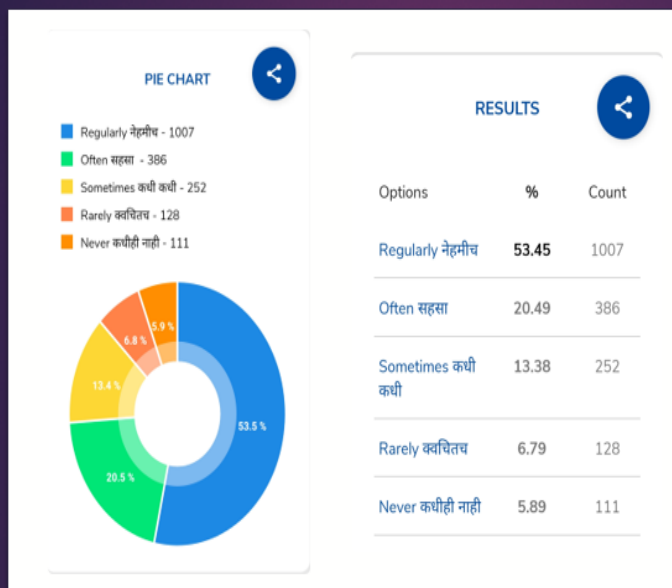 PIE CHART
Regularly नेहमीच - 1007
Often सहसा - 386
Sometimes कधी कधी - 252
Rarely क्वचितच - 128
Never कधीही नाही - 111
5.9 %
6.8 %
13.4 %
53.5 %
20.5 %
RESULTS
Options % Count
Regularly नेहमीच 53.45 1007
Often सहसा 20.49 386
Sometimes कधी 13.38 252
कधी
Rarely क्वचितच 6.79 128
Never कधीही नाही 5.89 111